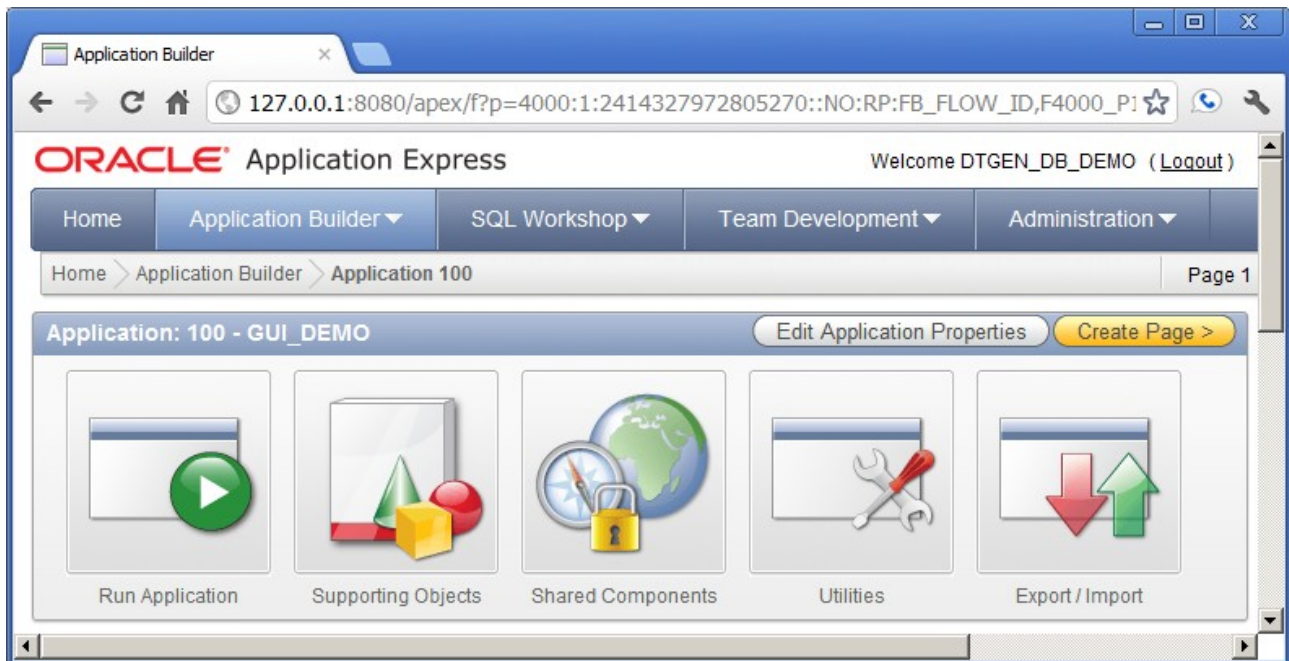 Application Builder
127.0.0.1:8080/apex/f?p=4000:1:2414327972805270::NO:RP:FB_FLOW_ID,F4000_P1
ORACLE Application Express Welcome DTGEN_DB_DEMO (Logout)
Home Application Builder SQL Workshop Team Development Administration
Home Application Builder Application 100 Page 1
Application: 100 - GUI_DEMO Edit Application Properties Create Page >
Run Application Supporting Objects Shared Components Utilities Export / Import